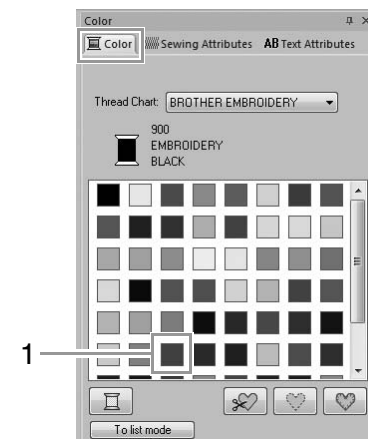 Color
Color Sewing Attributes AB Text Attributes
Thread Chart: BROTHER EMBROIDERY
900
EMBROIDERY
BLACK
1
To list mode